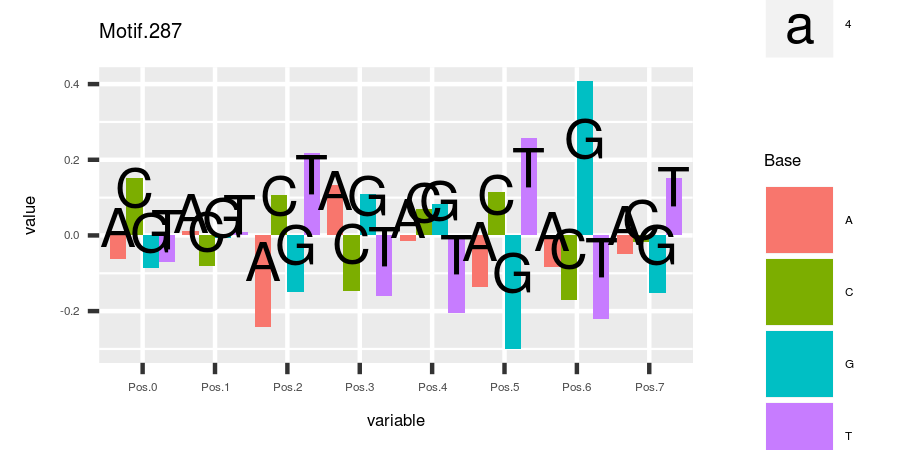 Motif.287
a 4
0.4
0.2
0.0
-0.2
value
A C G T A C G T A C G T A C G T A C G T A C G T A C G T A C G T
Pos.0 Pos.1 Pos.2 Pos.3 Pos.4 Pos.5 Pos.6 Pos.7
variable
Base
A
C
G
T